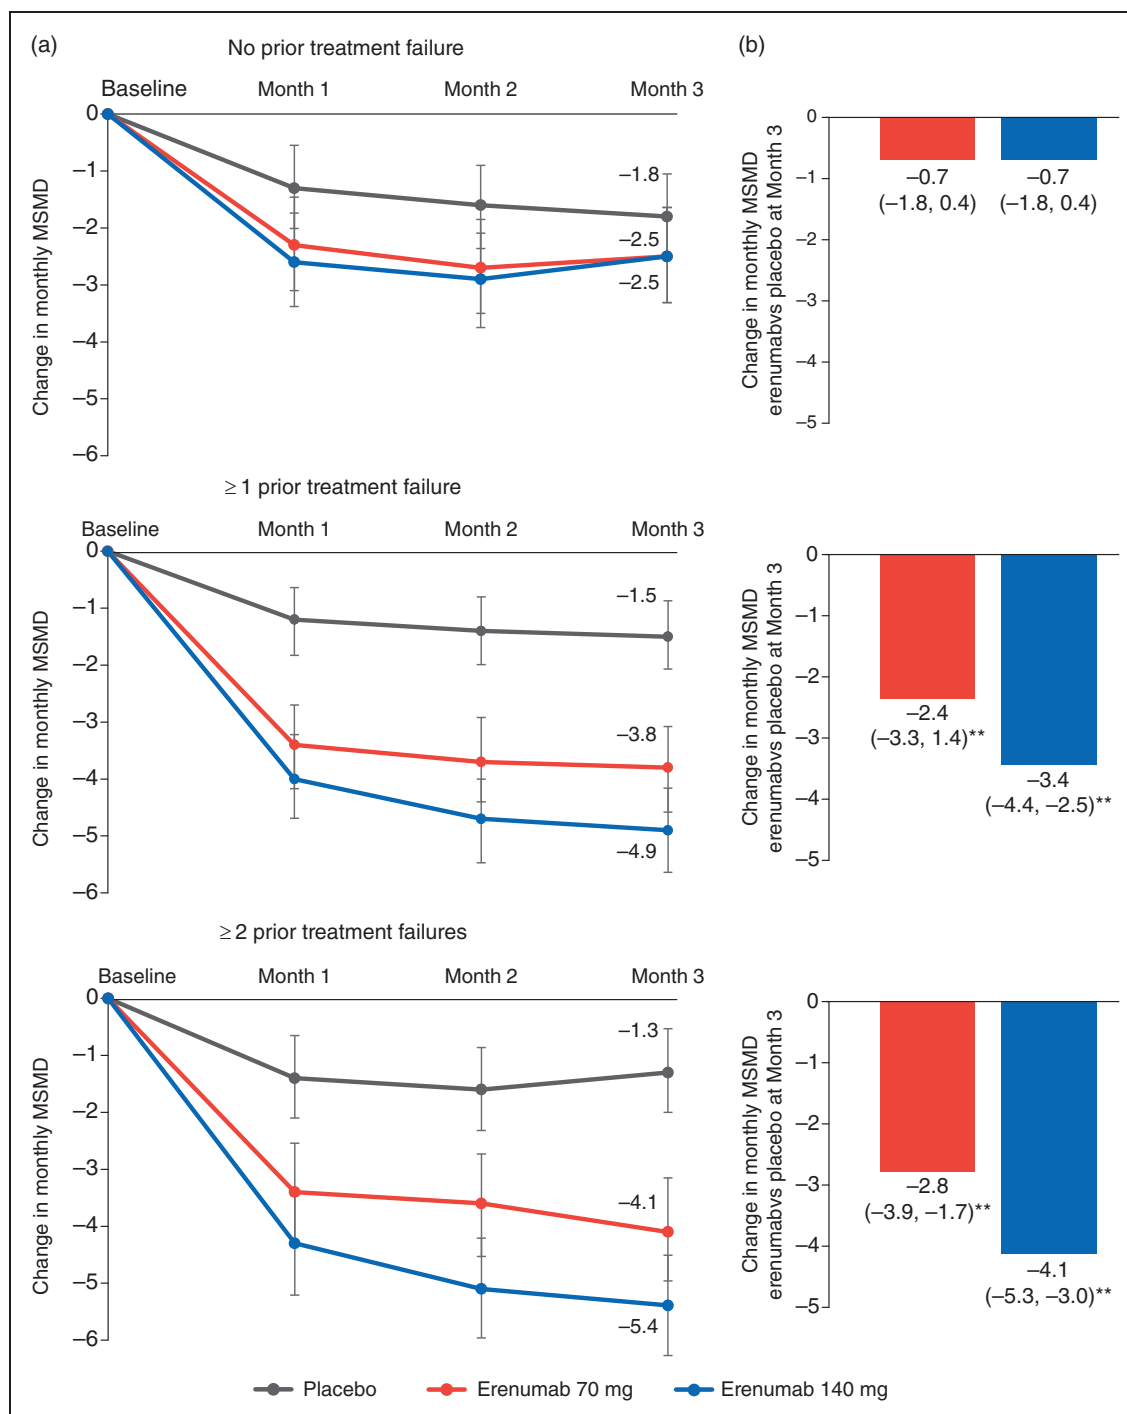 (a)
No prior treatment failure
Baseline
Month 1
Month 2
Month 3
0
–1
–2
–3
–4
–5
–6
Change in monthly MSMD
–1.8
–2.5
–2.5
(b)
0
–1
–2
–3
–4
–5
Change in monthly MSMD
erenumabvs placebo at Month 3
–0.7
(–1.8, 0.4)
–0.7
(–1.8, 0.4)
≥ 1 prior treatment failure
Baseline
Month 1
Month 2
Month 3
0
–1
–2
–3
–4
–5
–6
Change in monthly MSMD
–1.5
–3.8
–4.9
0
–1
–2
–3
–4
–5
Change in monthly MSMD
erenumabvs placebo at Month 3
–2.4
(–3.3, 1.4)**
–3.4
(–4.4, –2.5)**
≥ 2 prior treatment failures
Baseline
Month 1
Month 2
Month 3
0
–1
–2
–3
–4
–5
–6
Change in monthly MSMD
–1.3
–4.1
–5.4
0
–1
–2
–3
–4
–5
Change in monthly MSMD
erenumabvs placebo at Month 3
–2.8
(–3.9, –1.7)**
–4.1
(–5.3, –3.0)**
Placebo
Erenumab 70 mg
Erenumab 140 mg